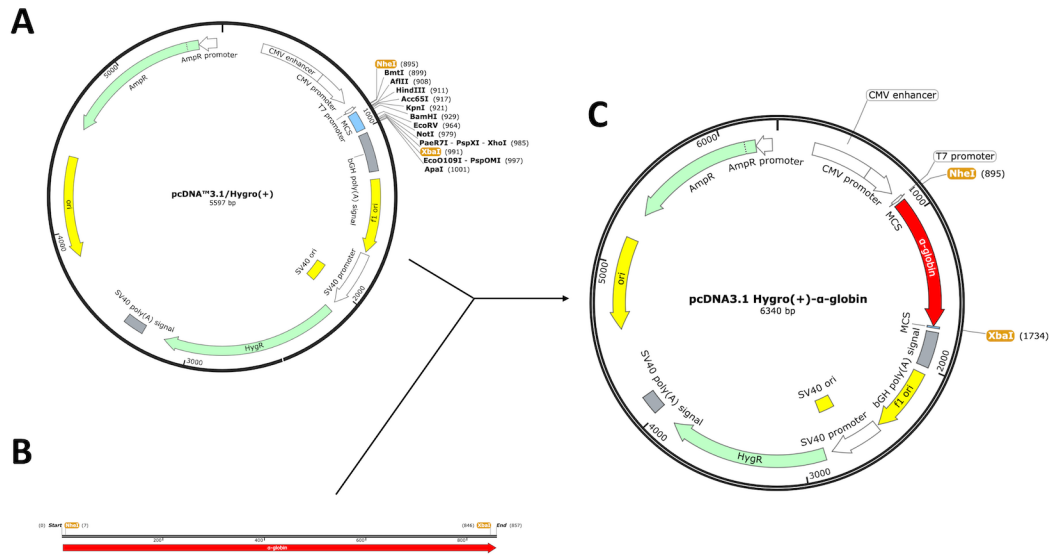 A
AmpR promoter
AmpR
5000
CMV enhancer
CMV promoter
T7 promoter
MCS
1000
NheI (895)
BmtI (899)
AflII (908)
HindIII (911)
Acc65I (917)
KpnI (921)
BamHI (929)
EcoRV (964)
NotI (979)
PaeR7I - PspXI - XhoI (985)
XbaI (991)
EcoO109I - PspOMI (997)
ApaI (1001)
bGH poly(A) signal
pcDNA™3.1/Hygro(+)
5597 bp
ori
4000
f1 ori
SV40 ori
SV40 promoter
2000
SV40 poly(A) signal
HygR
3000
C
CMV enhancer
6000
AmpR promoter
AmpR
CMV promoter
T7 promoter
NheI (895)
1000
MCS
α-globin
5000
ori
pcDNA3.1 Hygro(+)-α-globin
6340 bp
XbaI (1734)
MCS
bGH poly(A) signal
2000
SV40 poly(A) signal
SV40 ori
f1 ori
SV40 promoter
4000
HygR
3000
B
(0) Start NheI (7) (846) XbaI End (857)
200 400 600 800
α-globin